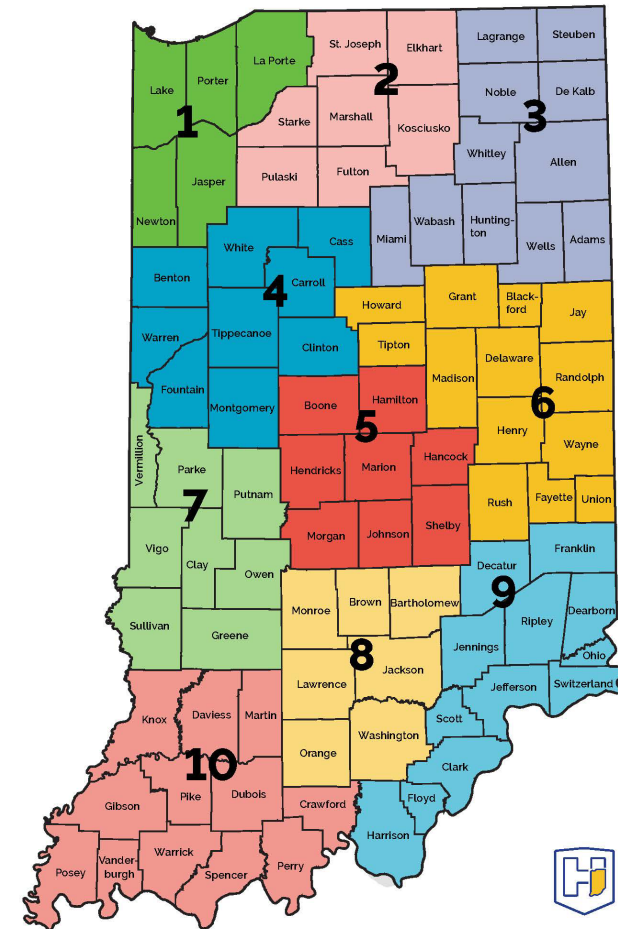 Lagrange
Steuben
St. Joseph
Elkhart
La Porte
Porter
Lake
2
Noble
De Kalb
3
1
Starke
Marshall
Kosciusko
Whitley
Allen
Pulaski
Fulton
Jasper
Newton
Miami
Wabash
Hunting-
ton
Wells
Adams
White
Cass
Benton
4
Carroll
Howard
Grant
Black-
ford
Jay
Warren
Tippecanoe
Clinton
Tipton
Delaware
Madison
Randolph
Fountain
Montgomery
Boone
Hamilton
5
6
Henry
Wayne
Vermillion
Parke
Putnam
7
Hendricks
Marion
Hancock
Rush
Fayette
Union
Morgan
Johnson
Shelby
Vigo
Clay
Owen
Decatur
Franklin
9
Monroe
Brown
Bartholomew
Ripley
Dearborn
Sullivan
Greene
8
Jennings
Ohio
Lawrence
Jackson
Jefferson
Switzerland
Knox
Daviess
Martin
Scott
Orange
Washington
10
Clark
Gibson
Pike
Dubois
Crawford
Floyd
Harrison
Posey
Vander-
burgh
Warrick
Spencer
Perry
H